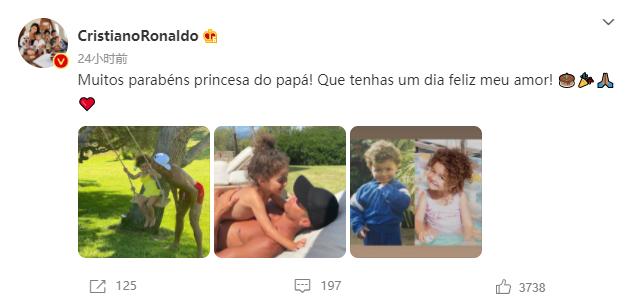 CristianoRonaldo
24小时前
Muitos parabéns princesa do papá! Que tenhas um dia feliz meu amor! 🎂🎉🙏🏽
❤️
125
197
3738